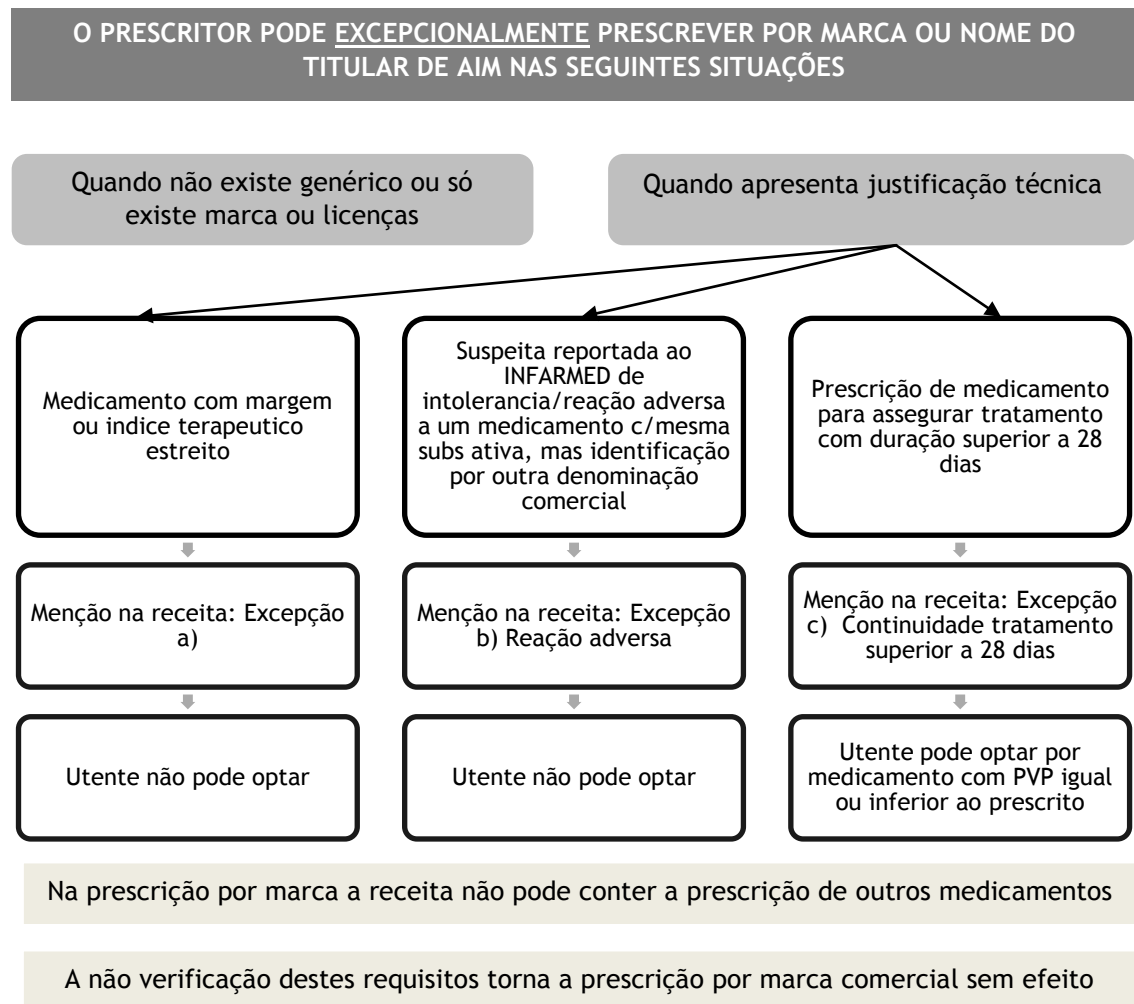 O PRESCRITOR PODE EXCEPCIONALMENTE PRESCREVER POR MARCA OU NOME DO
TITULAR DE AIM NAS SEGUINTES SITUAÇÕES
Quando não existe genérico ou só
existe marca ou licenças
Quando apresenta justificação técnica
Medicamento com margem
ou indice terapeutico
estreito
Suspeita reportada ao
INFARMED de
intolerancia/reação adversa
a um medicamento c/mesma
subs ativa, mas identificação
por outra denominação
comercial
Prescrição de medicamento
para assegurar tratamento
com duração superior a 28
dias
Menção na receita: Excepção
a)
Menção na receita: Excepção
b) Reação adversa
Menção na receita: Excepção
c) Continuidade tratamento
superior a 28 dias
Utente não pode optar
Utente não pode optar
Utente pode optar por
medicamento com PVP igual
ou inferior ao prescrito
Na prescrição por marca a receita não pode conter a prescrição de outros medicamentos
A não verificação destes requisitos torna a prescrição por marca comercial sem efeito